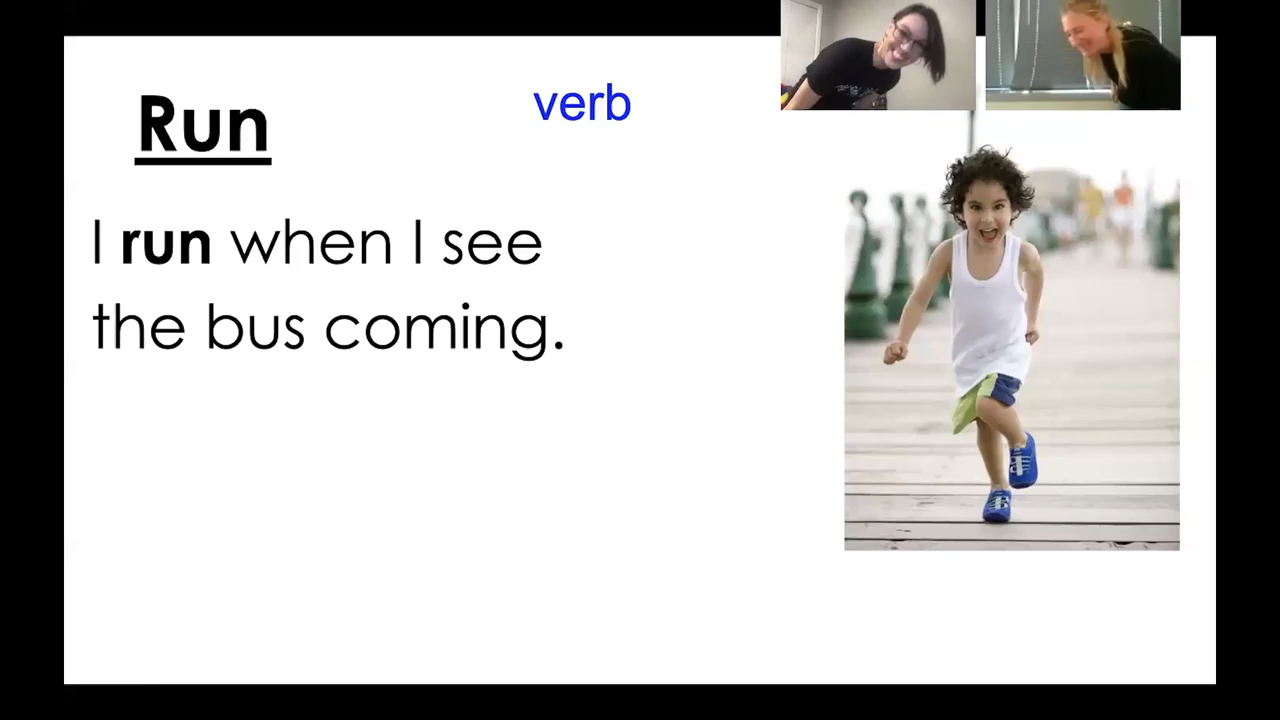 Run
verb
I run when I see
the bus coming.